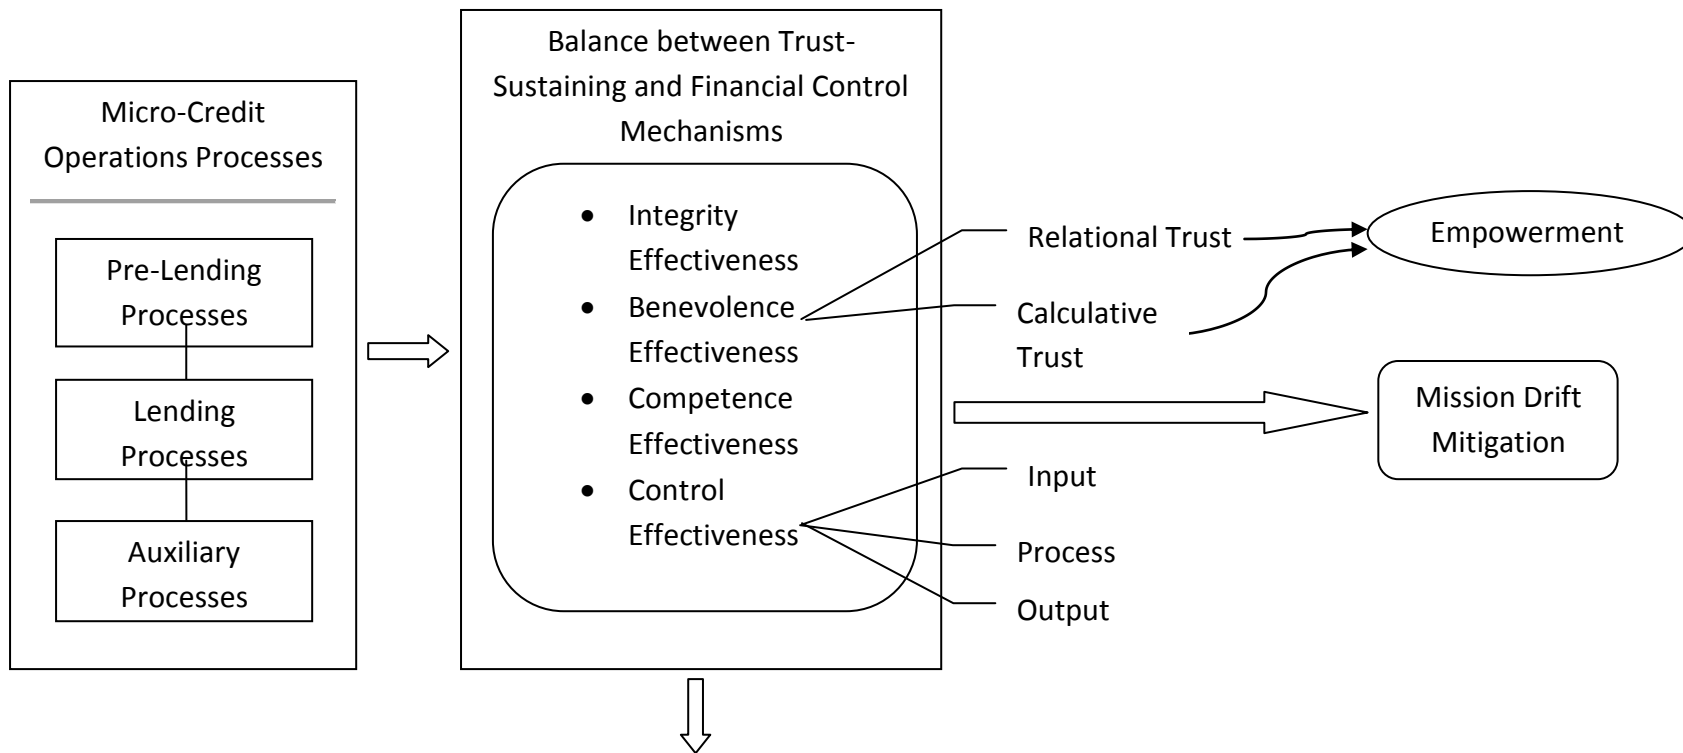 Micro-Credit
Operations Processes
Pre-Lending
Processes
Lending
Processes
Auxiliary
Processes
Balance between Trust-
Sustaining and Financial Control
Mechanisms
• Integrity
Effectiveness
• Benevolence
Effectiveness
• Competence
Effectiveness
• Control
Effectiveness
Relational Trust
Calculative
Trust
Input
Process
Output
Empowerment
Mission Drift
Mitigation